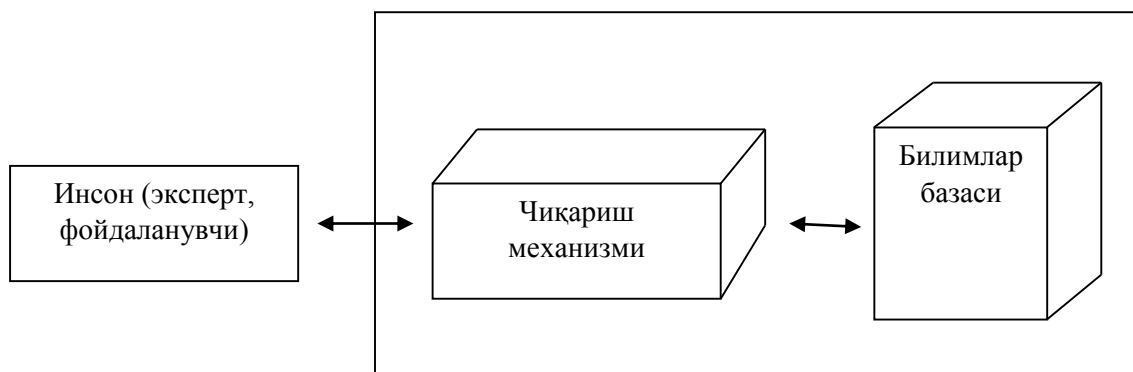 Инсон (эксперт,
фойдаланувчи)
Чиқариш
механизми
Билимлар
базаси